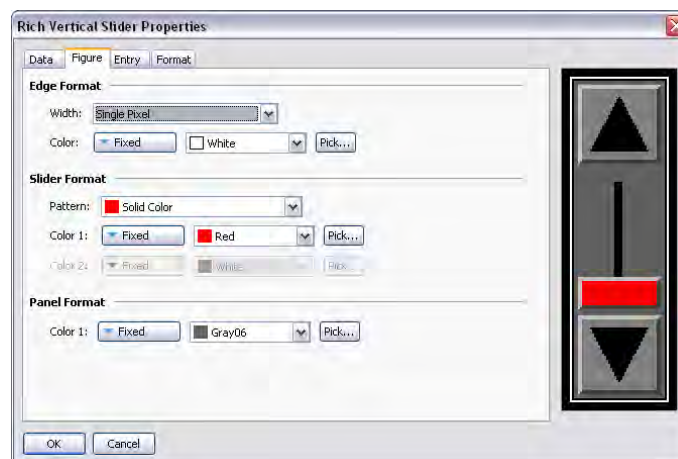 Rich Vertical Slider Properties
Data Figure Entry Format
Edge Format
Width: Single Pixel
Color: Fixed White Pick...
Slider Format
Pattern: Solid Color
Color 1: Fixed Red Pick...
Color 2: Fixed White Pick...
Panel Format
Color 1: Fixed Gray06 Pick...
OK Cancel